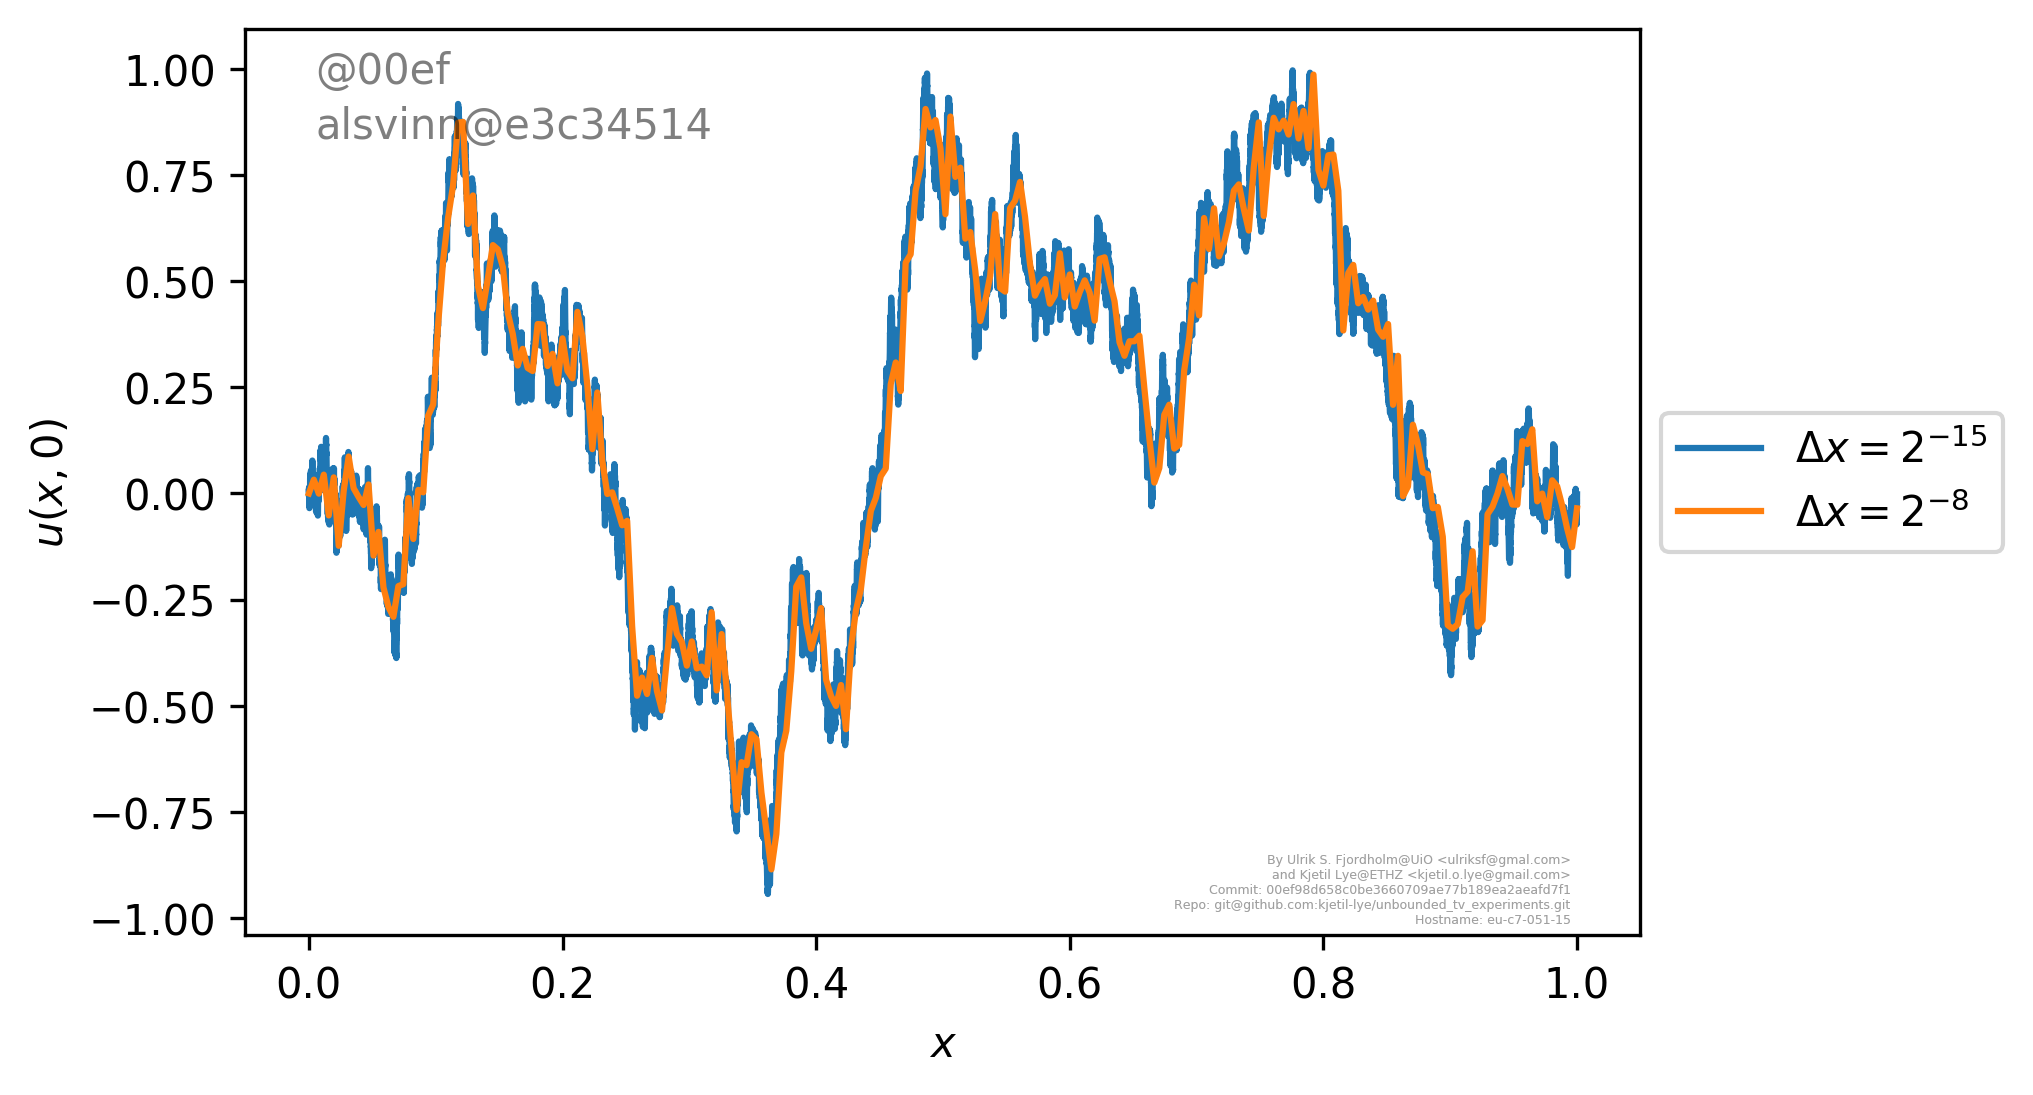 @00ef
alsvinn@e3c34514
1.00
0.75
0.50
0.25
0.00
−0.25
−0.50
−0.75
−1.00
u(x, 0)
0.0 0.2 0.4 0.6 0.8 1.0
x
Δx = 2⁻¹⁵
Δx = 2⁻⁸
By Ulrik S. Fjordholm@UiO <ulriksf@gmal.com>
and Kjetil Lye@ETHZ <kjetil.o.lye@gmail.com>
Commit: 00ef98d658c0be3660709ae77b189ea2aeafd7f1
Repo: git@github.com:kjetil-lye/unbounded_tv_experiments.git
Hostname: eu-c7-051-15